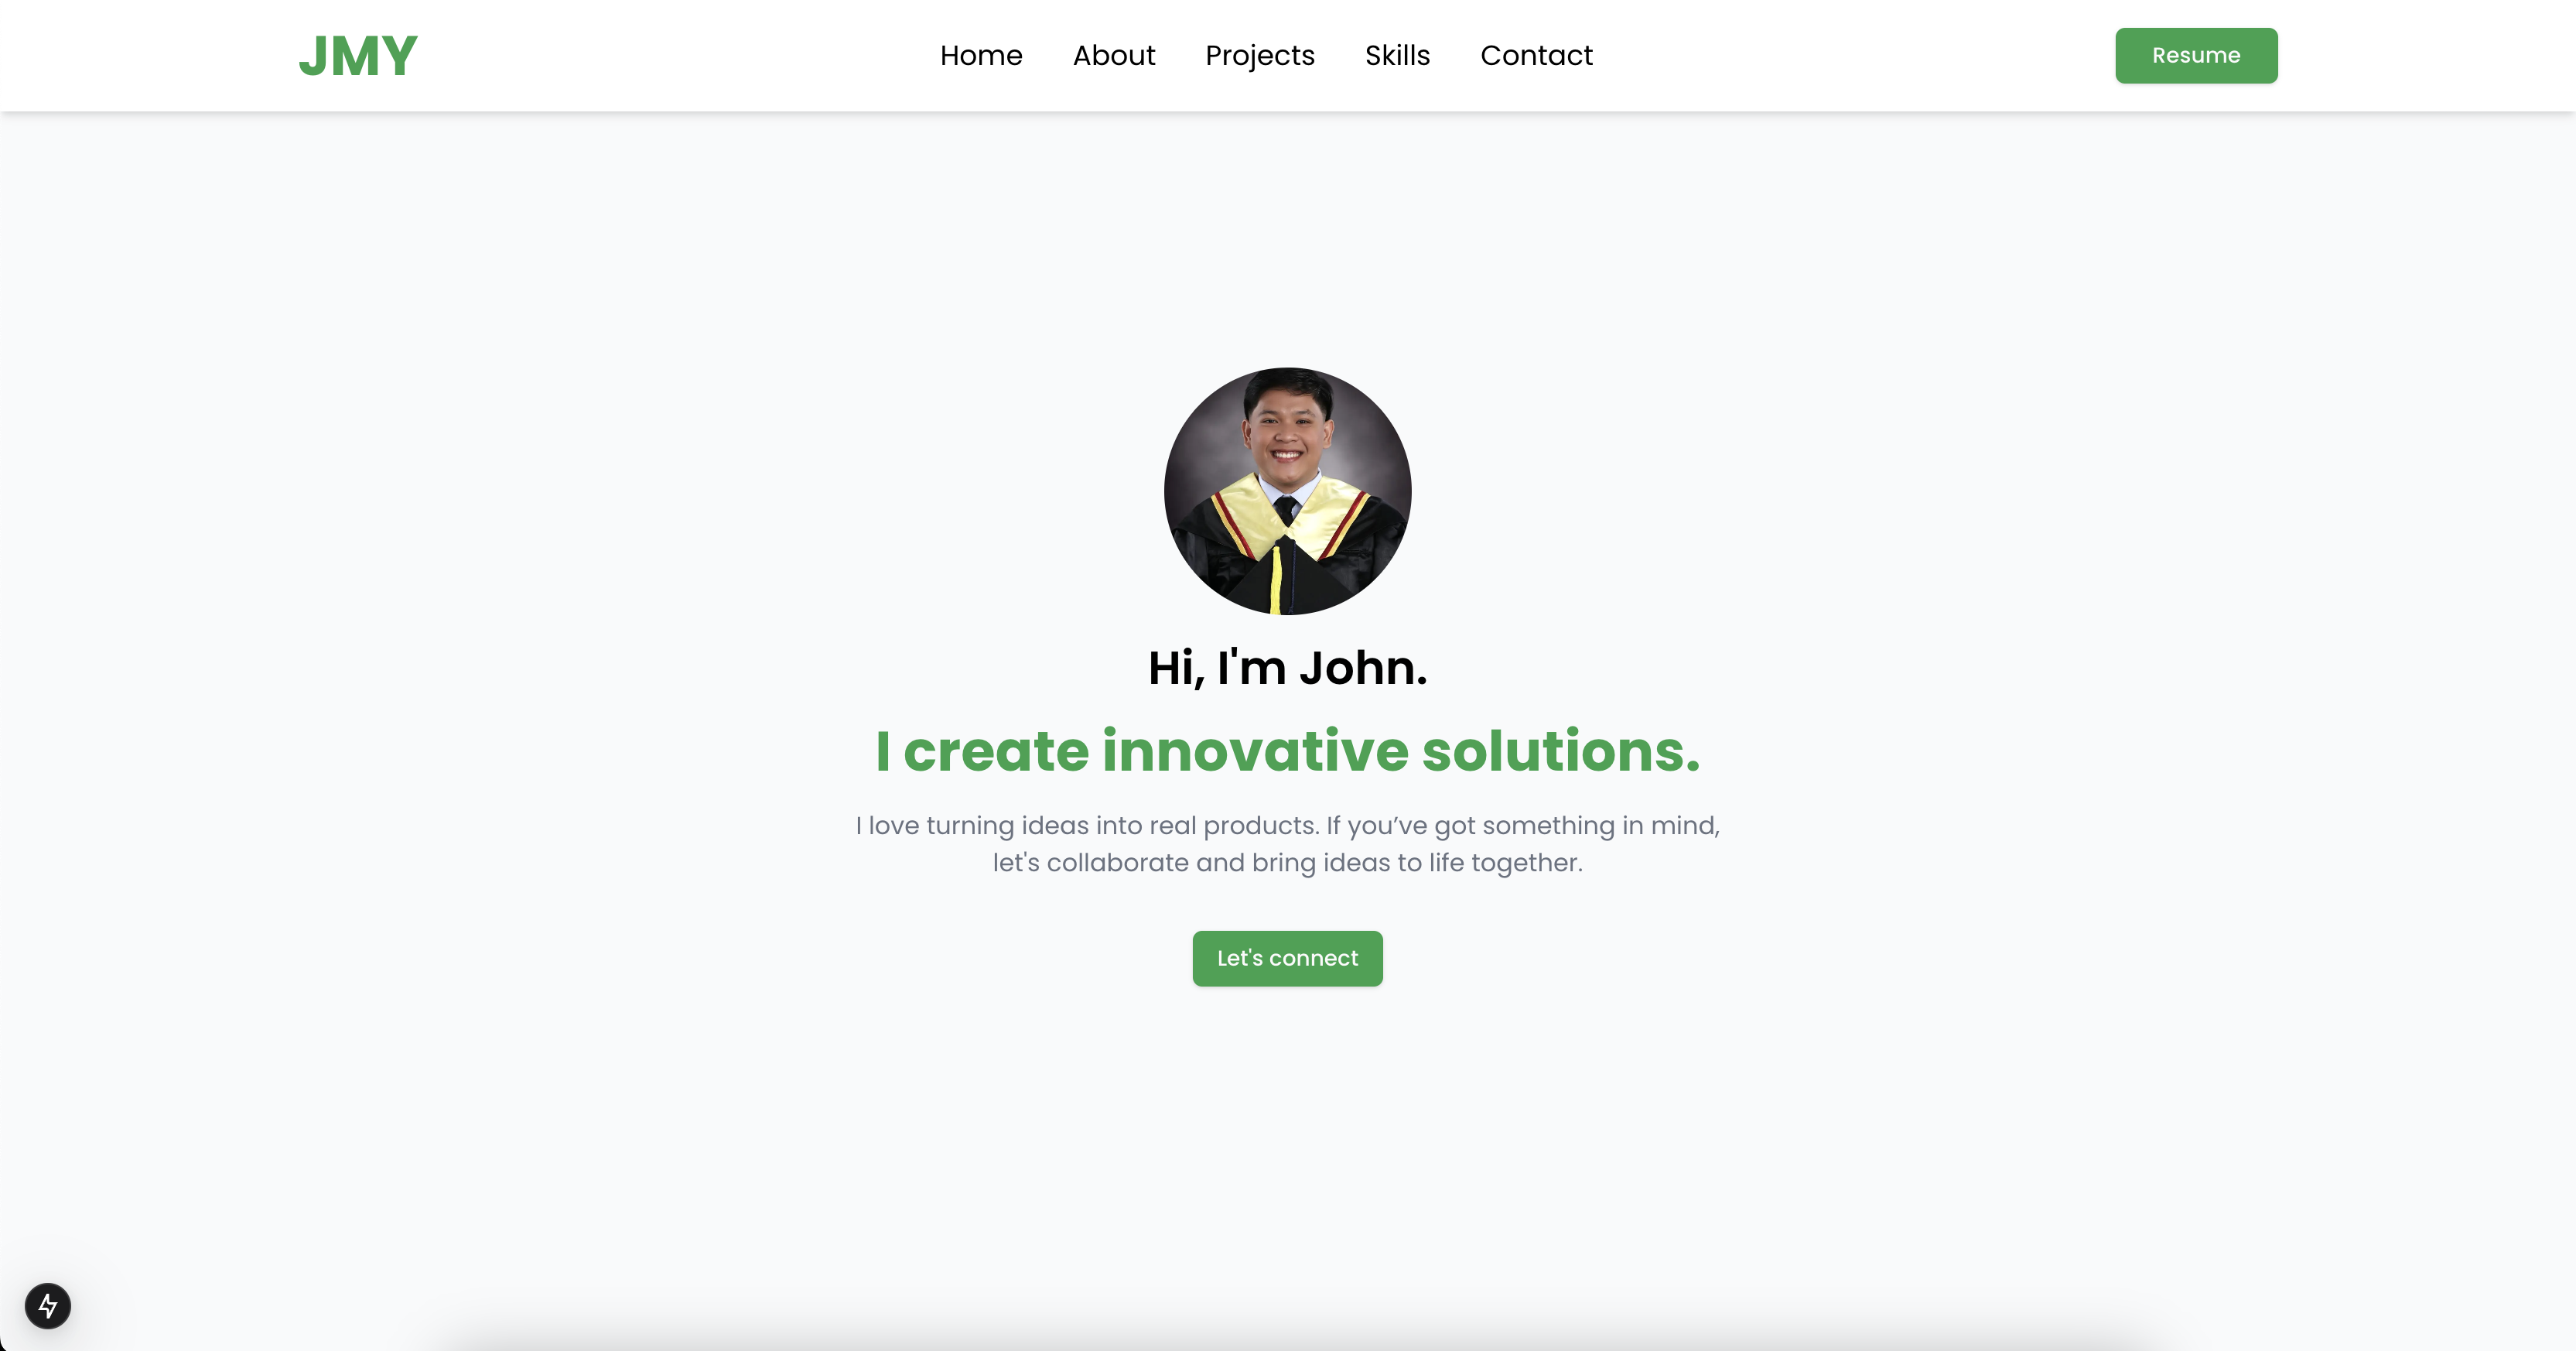 JMY
Home About Projects Skills Contact
Resume
Hi, I'm John.
I create innovative solutions.
I love turning ideas into real products. If you’ve got something in mind,
let's collaborate and bring ideas to life together.
Let's connect